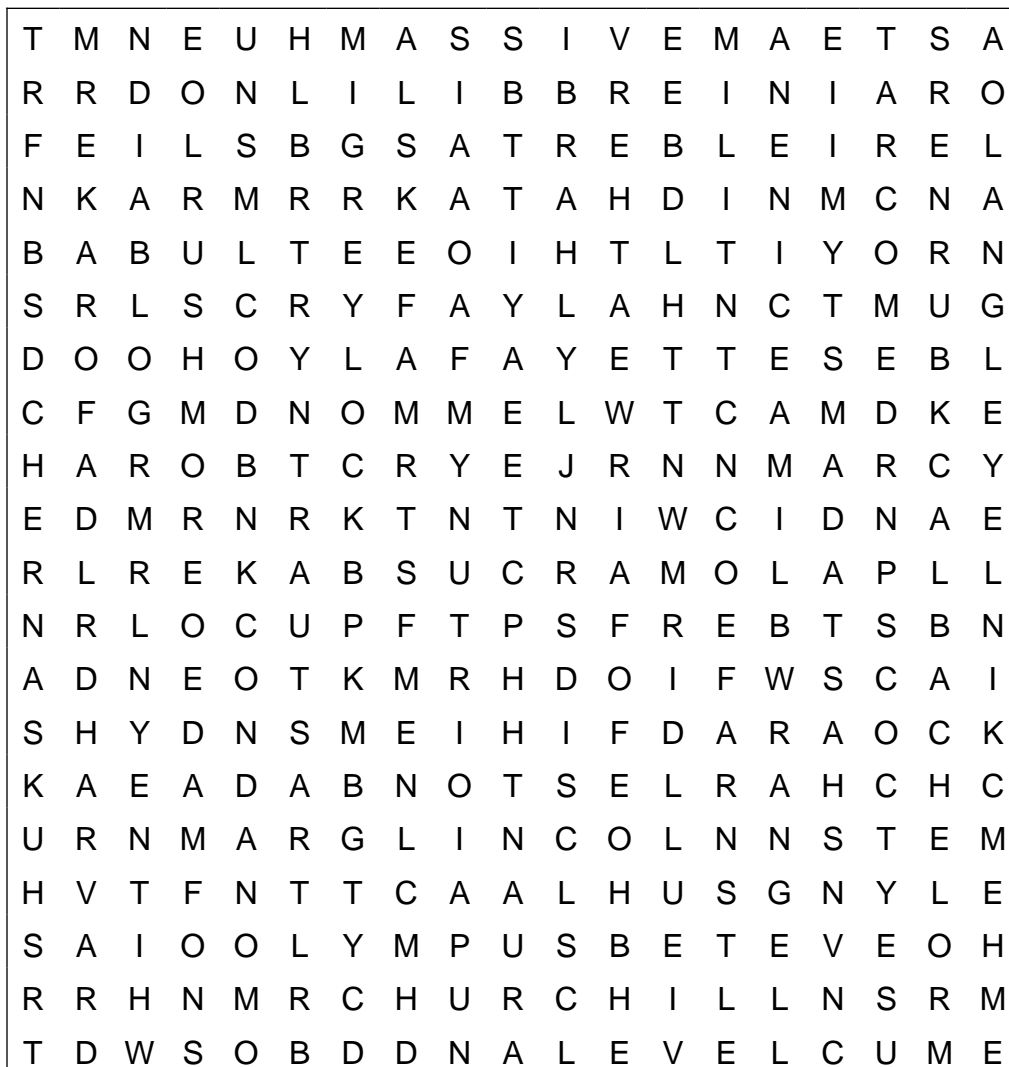 T M N E U H M A S S I V E M A E T S A
R R D O N L I L I B B R E I N I A R O
F E I L S B G S A T R E B L E I R E L
N K A R M R R K A T A H D I N M C N A
B A B U L T E E O I H T L T I Y O R N
S R L S C R Y F A Y L A H N C T M U G
D O O H O Y L A F A Y E T T E S E B L
C F G M D N O M M E L W T C A M D K E
H A R O B T C R Y E J R N N M A R C Y
E D M R N R K T N T N I W C I D N A E
R L R E K A B S U C R A M O L A P L L
N R L O C U P F T P S F R E B T S B N
A D N E O T K M R H D O I F W S C A I
S H Y D N S M E I H I F D A R A O C K
K A E A D A B N O T S E L R A H C H C
U R N M A R G L I N C O L N N S T E M
H V T F N T T C A A L H U S G N Y L E
S A I O O L Y M P U S B E T E V E O H
R R H N M R C H U R C H I L L N S R M
T D W S O B D D N A L E V E L C U M E